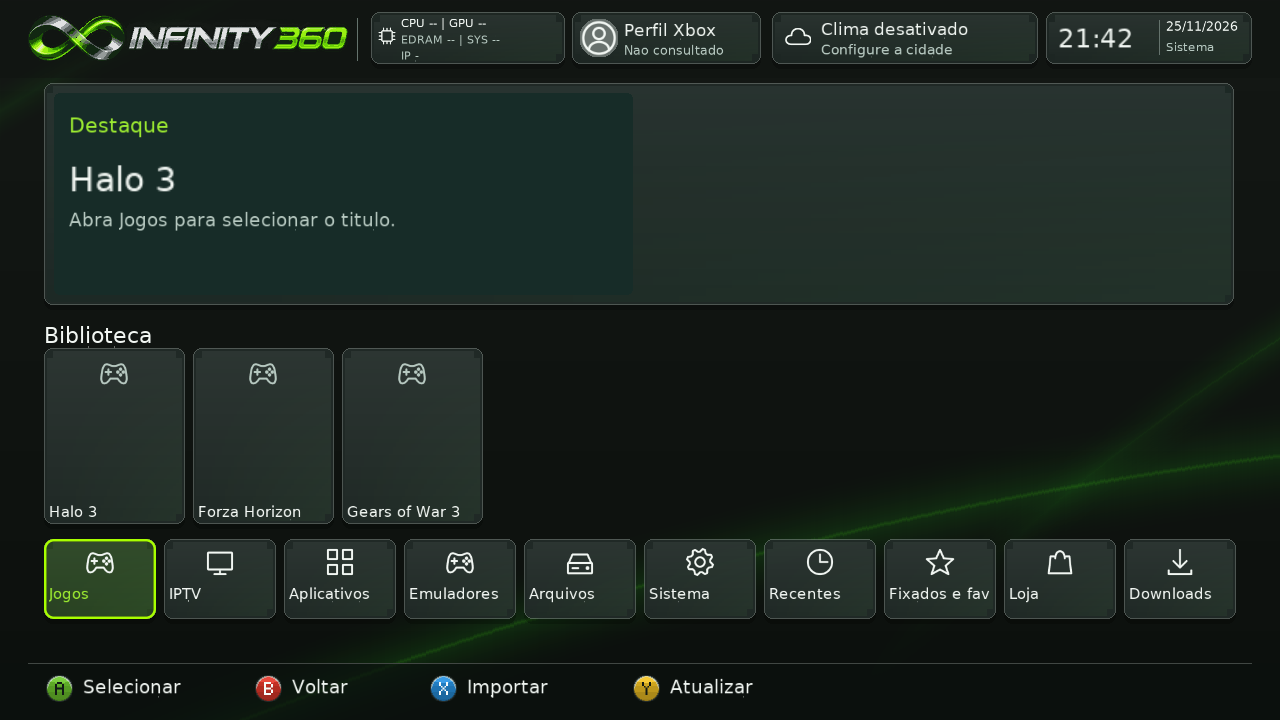 INFINITY 360
CPU -- | GPU --
EDRAM -- | SYS --
IP -
Perfil Xbox
Nao consultado
Clima desativado
Configure a cidade
21:42
25/11/2026
Sistema
Destaque
Halo 3
Abra Jogos para selecionar o titulo.
Biblioteca
Halo 3
Forza Horizon
Gears of War 3
Jogos
IPTV
Aplicativos
Emuladores
Arquivos
Sistema
Recentes
Fixados e fav
Loja
Downloads
A Selecionar
B Voltar
X Importar
Y Atualizar